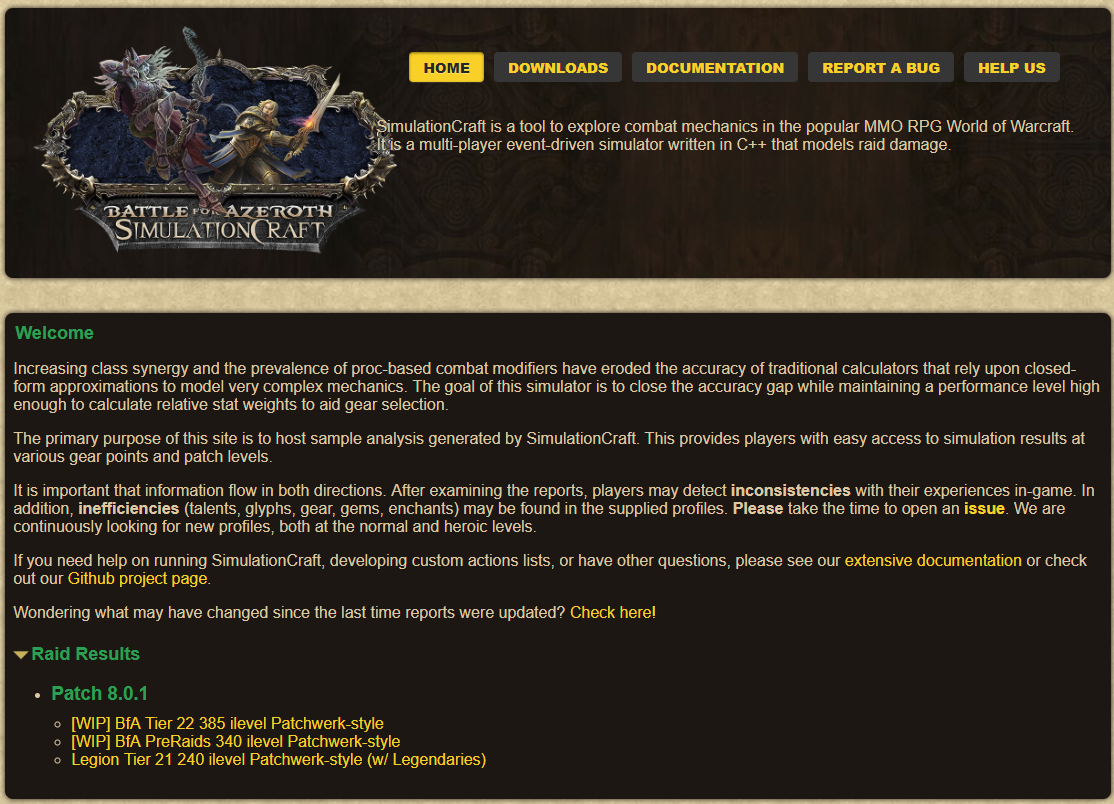 HOME DOWNLOADS DOCUMENTATION REPORT A BUG HELP US
SimulationCraft is a tool to explore combat mechanics in the popular MMO RPG World of Warcraft.
It is a multi-player event-driven simulator written in C++ that models raid damage.
BATTLE FOR AZEROTH
SIMULATIONCRAFT
Welcome
Increasing class synergy and the prevalence of proc-based combat modifiers have eroded the accuracy of traditional calculators that rely upon closed-
form approximations to model very complex mechanics. The goal of this simulator is to close the accuracy gap while maintaining a performance level high
enough to calculate relative stat weights to aid gear selection.
The primary purpose of this site is to host sample analysis generated by SimulationCraft. This provides players with easy access to simulation results at
various gear points and patch levels.
It is important that information flow in both directions. After examining the reports, players may detect inconsistencies with their experiences in-game. In
addition, inefficiencies (talents, glyphs, gear, gems, enchants) may be found in the supplied profiles. Please take the time to open an issue. We are
continuously looking for new profiles, both at the normal and heroic levels.
If you need help on running SimulationCraft, developing custom actions lists, or have other questions, please see our extensive documentation or check
out our Github project page.
Wondering what may have changed since the last time reports were updated? Check here!
Raid Results
Patch 8.0.1
[WIP] BfA Tier 22 385 ilevel Patchwerk-style
[WIP] BfA PreRaids 340 ilevel Patchwerk-style
Legion Tier 21 240 ilevel Patchwerk-style (w/ Legendaries)